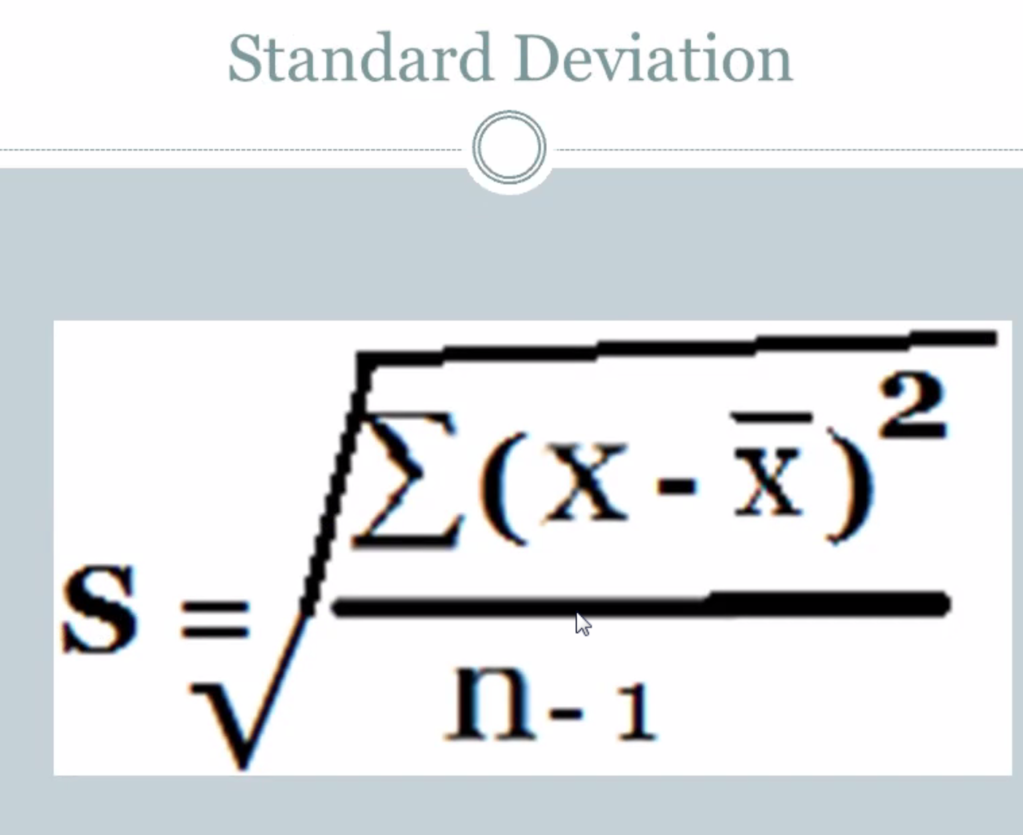 Standard Deviation
s = √ ∑(x - x̄)²
n - 1